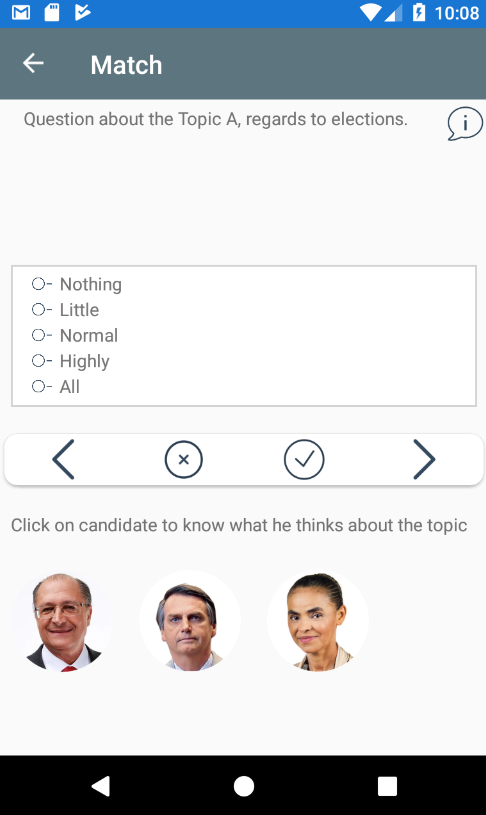 10:08
Match
Question about the Topic A, regards to elections.
i
Nothing
Little
Normal
Highly
All
Click on candidate to know what he thinks about the topic